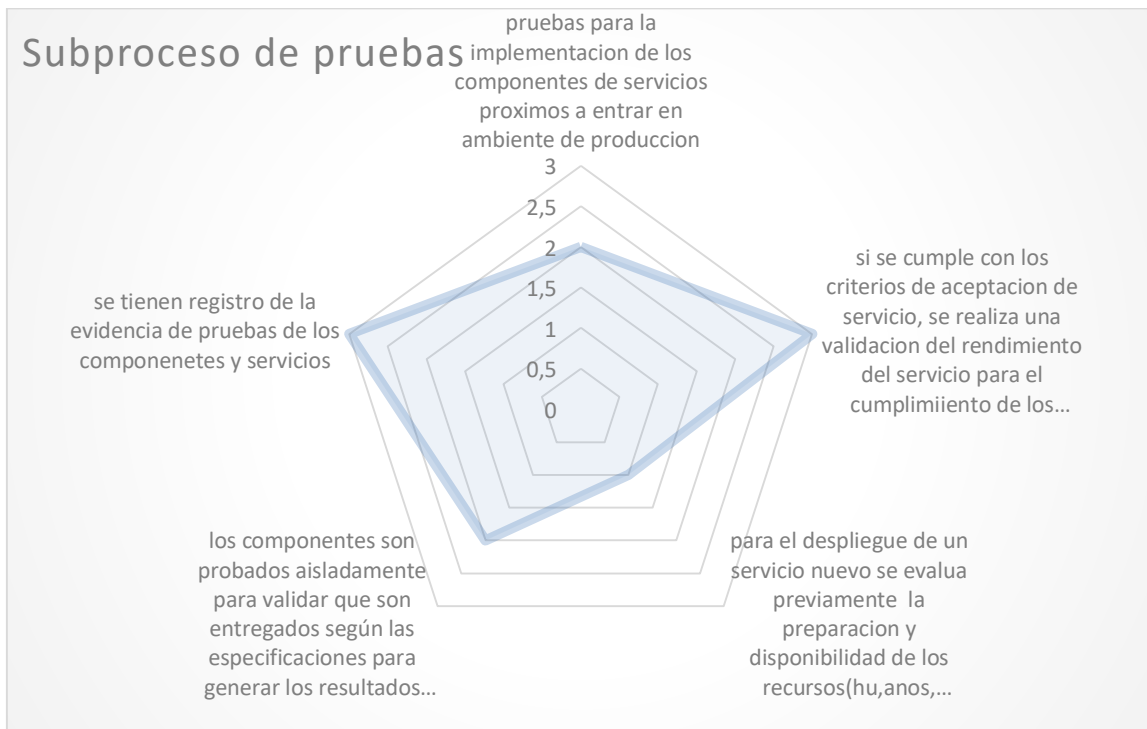 Subproceso de pruebas
pruebas para la
implementacion de los
componentes de servicios
proximos a entrar en
ambiente de produccion
3
2,5
2
1,5
1
0,5
0
si se cumple con los
criterios de aceptacion de
servicio, se realiza una
validacion del rendimiento
del servicio para el
cumplimiiento de los...
para el despliegue de un
servicio nuevo se evalua
previamente la
preparacion y
disponibilidad de los
recursos(hu,anos,...
los componentes son
probados aisladamente
para validar que son
entregados según las
especificaciones para
generar los resultados...
se tienen registro de la
evidencia de pruebas de los
componenetes y servicios